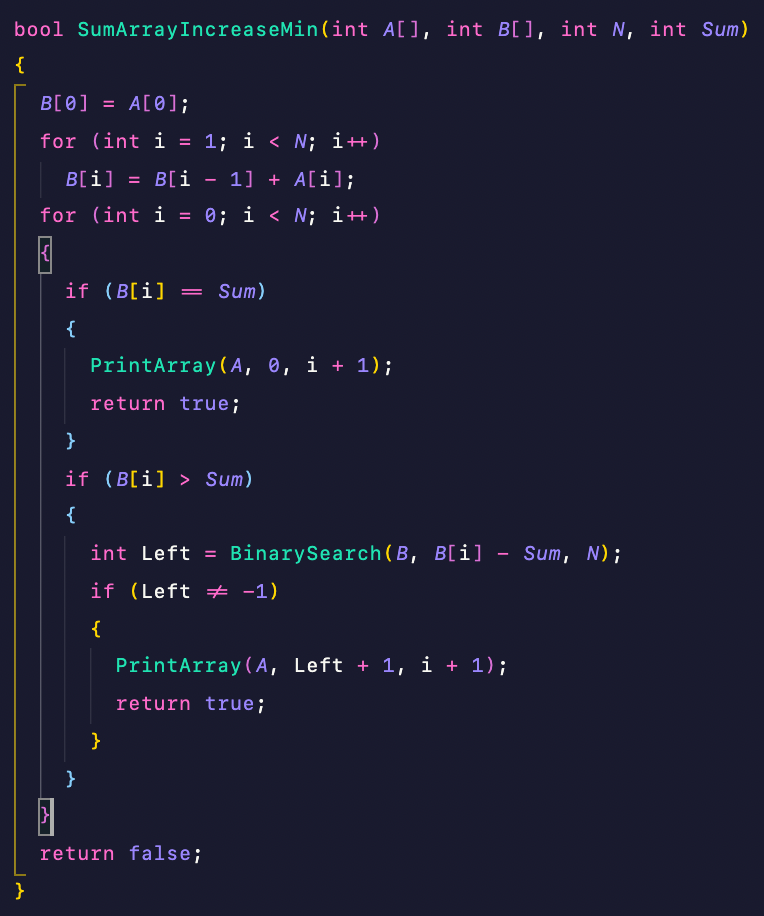 bool SumArrayIncreaseMin(int A[], int B[], int N, int Sum)
{
B[0] = A[0];
for (int i = 1; i < N; i++)
B[i] = B[i - 1] + A[i];
for (int i = 0; i < N; i++)
{
if (B[i] == Sum)
{
PrintArray(A, 0, i + 1);
return true;
}
if (B[i] > Sum)
{
int Left = BinarySearch(B, B[i] - Sum, N);
if (Left != -1)
{
PrintArray(A, Left + 1, i + 1);
return true;
}
}
}
return false;
}